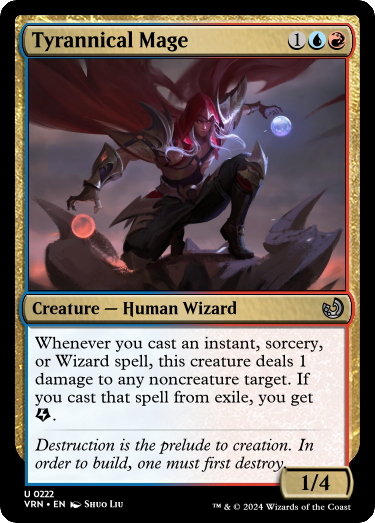 Tyrannical Mage 1
Creature — Human Wizard
Whenever you cast an instant, sorcery,
or Wizard spell, this creature deals 1
damage to any noncreature target. If
you cast that spell from exile, you get
.
Destruction is the prelude to creation. In
order to build, one must first destroy.
1/4
U 0222
VRN • EN Shuo Liu
™ & © 2024 Wizards of the Coast